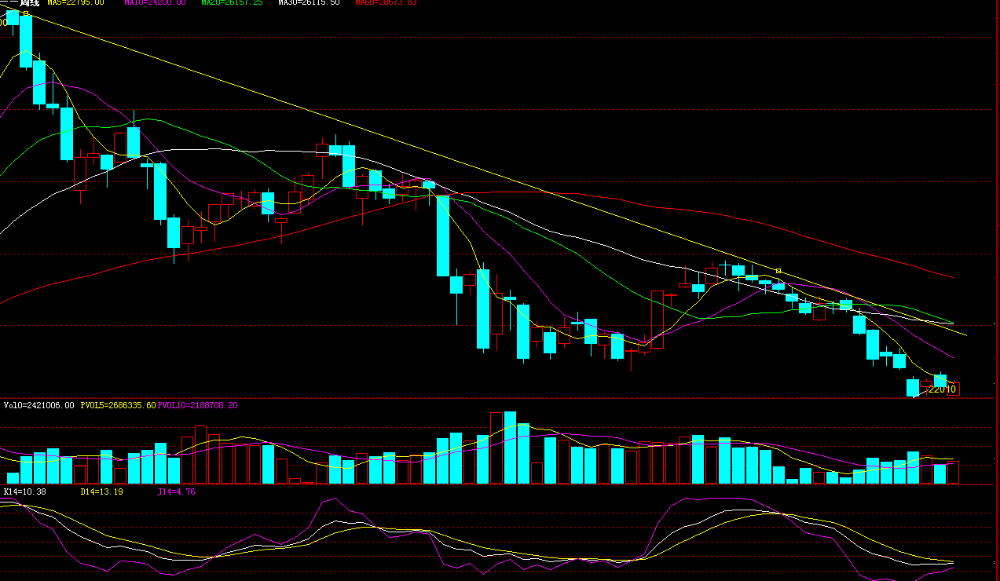 周线 MA5=22795.00 MA10=24200.00 MA20=26157.25 MA30=26115.50 MA60=28673.83
22010
Vol0=2421006.00 PVOL5=2686335.60 PVOL10=2188708.20
K14=10.38 D14=13.19 J14=4.76